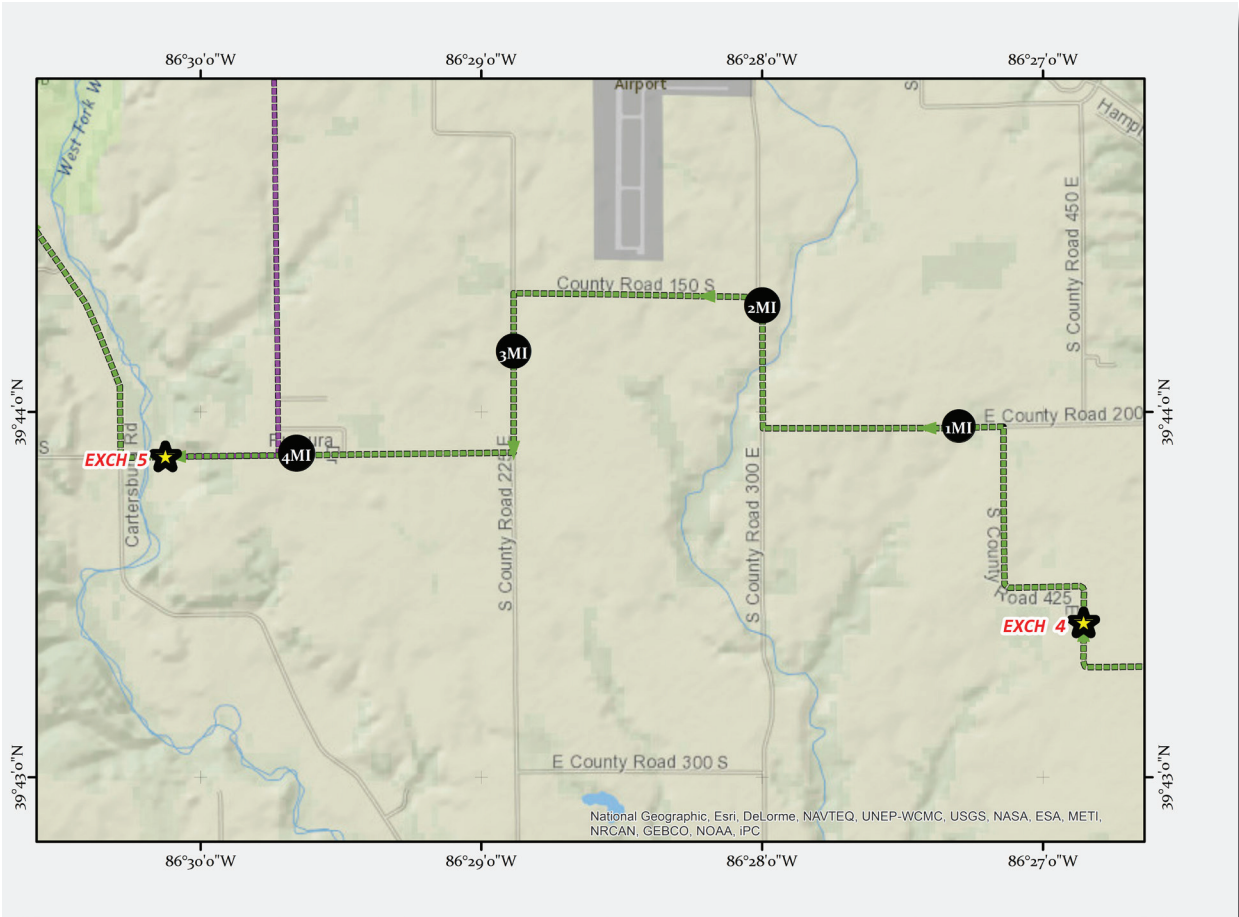 86°30'0"W
86°29'0"W
86°28'0"W
86°27'0"W
Airport
S
West Fork W
Hampl
S County Road 450 E
County Road 150 S
2MI
3MI
39°44'0"N
39°44'0"N
E County Road 200
1MI
S
Cartersburg Rd
EXCH 5
4MI
S County Road 225 E
S County Road 300 E
S County
Road 425
E
EXCH 4
E County Road 300 S
39°43'0"N
39°43'0"N
National Geographic, Esri, DeLorme, NAVTEQ, UNEP-WCMC, USGS, NASA, ESA, METI,
NRCAN, GEBCO, NOAA, iPC
86°30'0"W
86°29'0"W
86°28'0"W
86°27'0"W